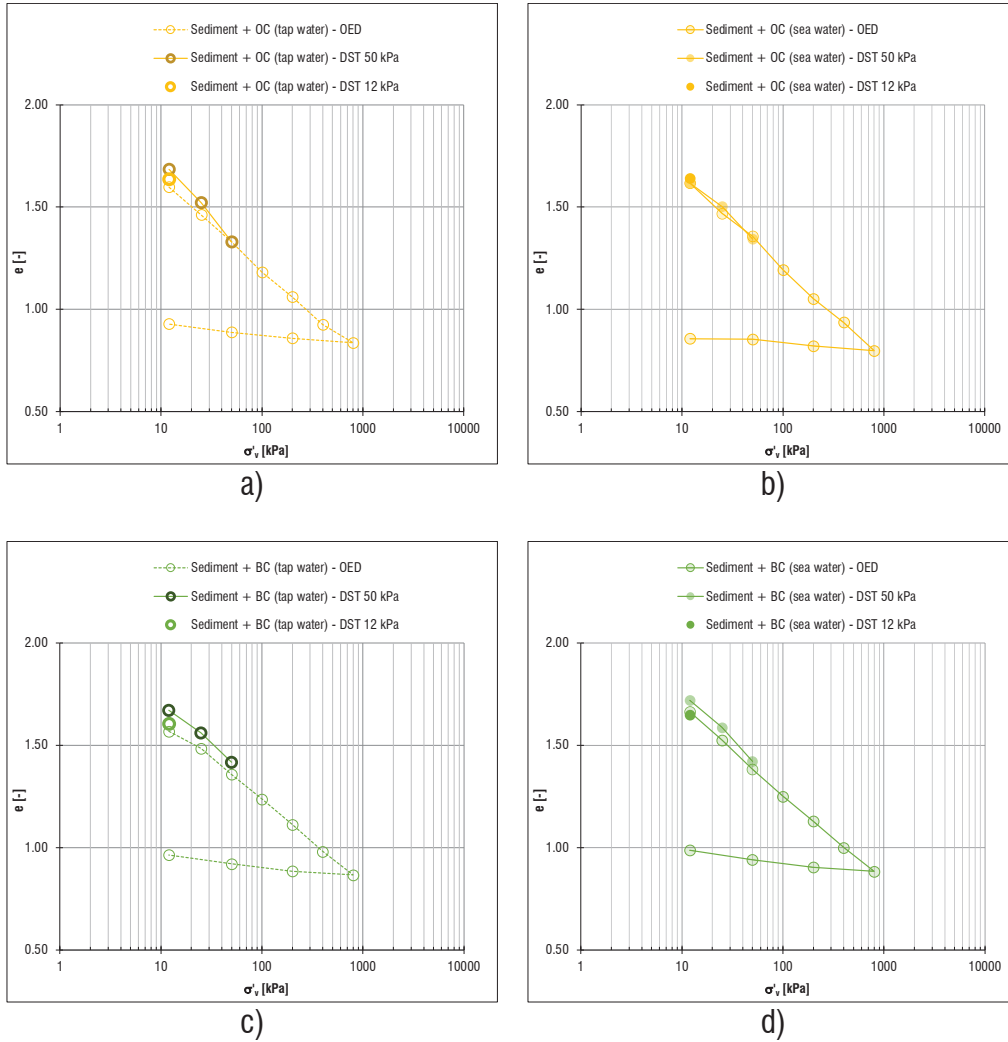 Sediment + OC (tap water) - OED
Sediment + OC (tap water) - DST 50 kPa
Sediment + OC (tap water) - DST 12 kPa
2.00
1.50
1.00
0.50
e [-]
1 10 100 1000 10000
σ'v [kPa]
a)
Sediment + OC (sea water) - OED
Sediment + OC (sea water) - DST 50 kPa
Sediment + OC (sea water) - DST 12 kPa
2.00
1.50
1.00
0.50
e [-]
1 10 100 1000 10000
σ'v [kPa]
b)
Sediment + BC (tap water) - OED
Sediment + BC (tap water) - DST 50 kPa
Sediment + BC (tap water) - DST 12 kPa
2.00
1.50
1.00
0.50
e [-]
1 10 100 1000 10000
σ'v [kPa]
c)
Sediment + BC (sea water) - OED
Sediment + BC (sea water) - DST 50 kPa
Sediment + BC (sea water) - DST 12 kPa
2.00
1.50
1.00
0.50
e [-]
1 10 100 1000 10000
σ'v [kPa]
d)